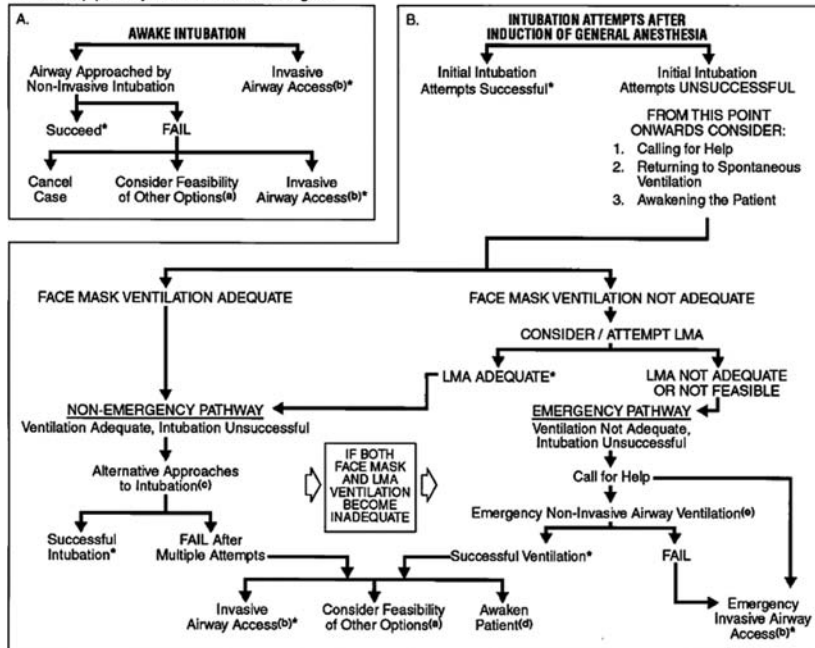 A.
AWAKE INTUBATION
Airway Approached by
Non-Invasive Intubation
Invasive
Airway Access(b)*
Succeed*
FAIL
Cancel
Case
Consider Feasibility
of Other Options(a)
Invasive
Airway Access(b)*
B.
INTUBATION ATTEMPTS AFTER
INDUCTION OF GENERAL ANESTHESIA
Initial Intubation
Attempts Successful*
Initial Intubation
Attempts UNSUCCESSFUL
FROM THIS POINT
ONWARDS CONSIDER:
1. Calling for Help
2. Returning to Spontaneous
Ventilation
3. Awakening the Patient
FACE MASK VENTILATION ADEQUATE
FACE MASK VENTILATION NOT ADEQUATE
CONSIDER / ATTEMPT LMA
LMA ADEQUATE*
LMA NOT ADEQUATE
OR NOT FEASIBLE
NON-EMERGENCY PATHWAY
Ventilation Adequate, Intubation Unsuccessful
EMERGENCY PATHWAY
Ventilation Not Adequate,
Intubation Unsuccessful
Alternative Approaches
to Intubation(c)
IF BOTH
FACE MASK
AND LMA
VENTILATION
BECOME
INADEQUATE
Call for Help
Emergency Non-Invasive Airway Ventilation(e)
Successful
Intubation*
FAIL After
Multiple Attempts
Successful Ventilation*
FAIL
Invasive
Airway Access(b)*
Consider Feasibility
of Other Options(a)
Awaken
Patient(d)
Emergency
Invasive Airway
Access(b)*